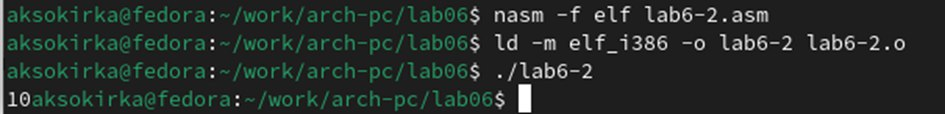 aksokirka@fedora:~/work/arch-pc/lab06$ nasm -f elf lab6-2.asm
aksokirka@fedora:~/work/arch-pc/lab06$ ld -m elf_i386 -o lab6-2 lab6-2.o
aksokirka@fedora:~/work/arch-pc/lab06$ ./lab6-2
10aksokirka@fedora:~/work/arch-pc/lab06$